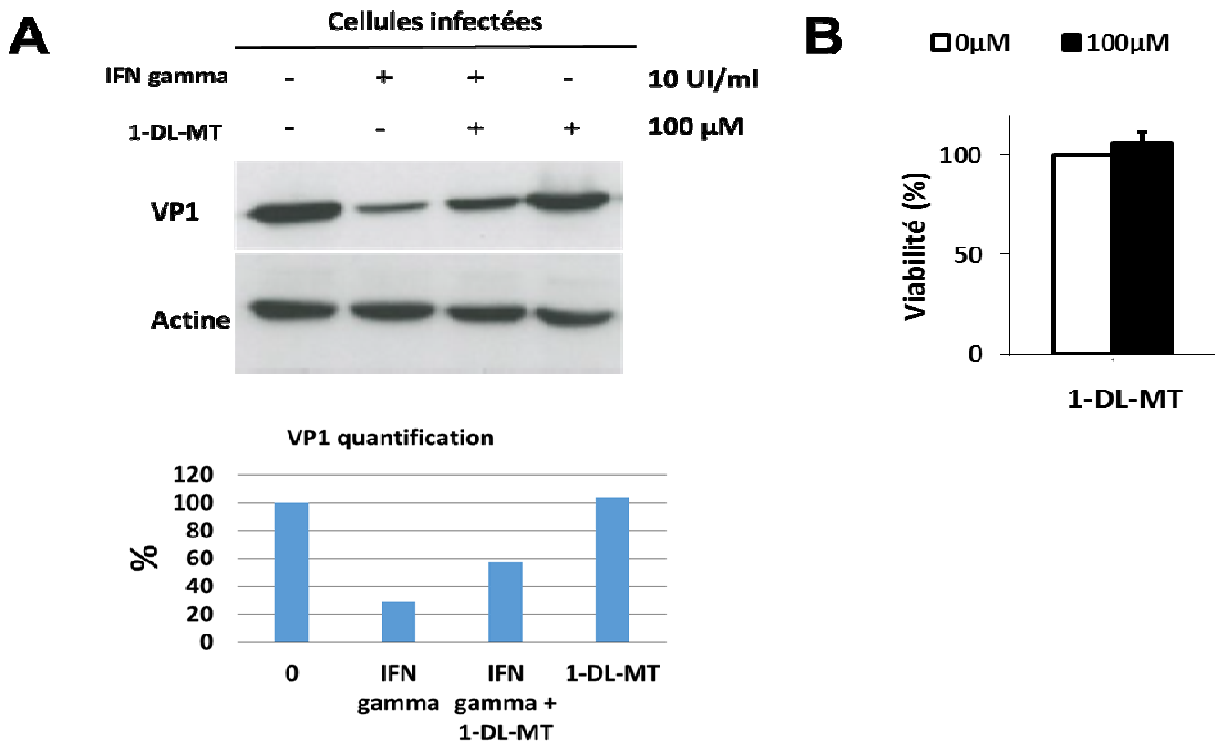 A
Cellules infectées
IFN gamma - + + - 10 UI/ml
1-DL-MT - - + + 100 µM
VP1
Actine
VP1 quantification
%
120
100
80
60
40
20
0
0
IFN gamma
IFN gamma + 1-DL-MT
1-DL-MT
B
0µM 100µM
Viabilité (%)
100
50
0
1-DL-MT